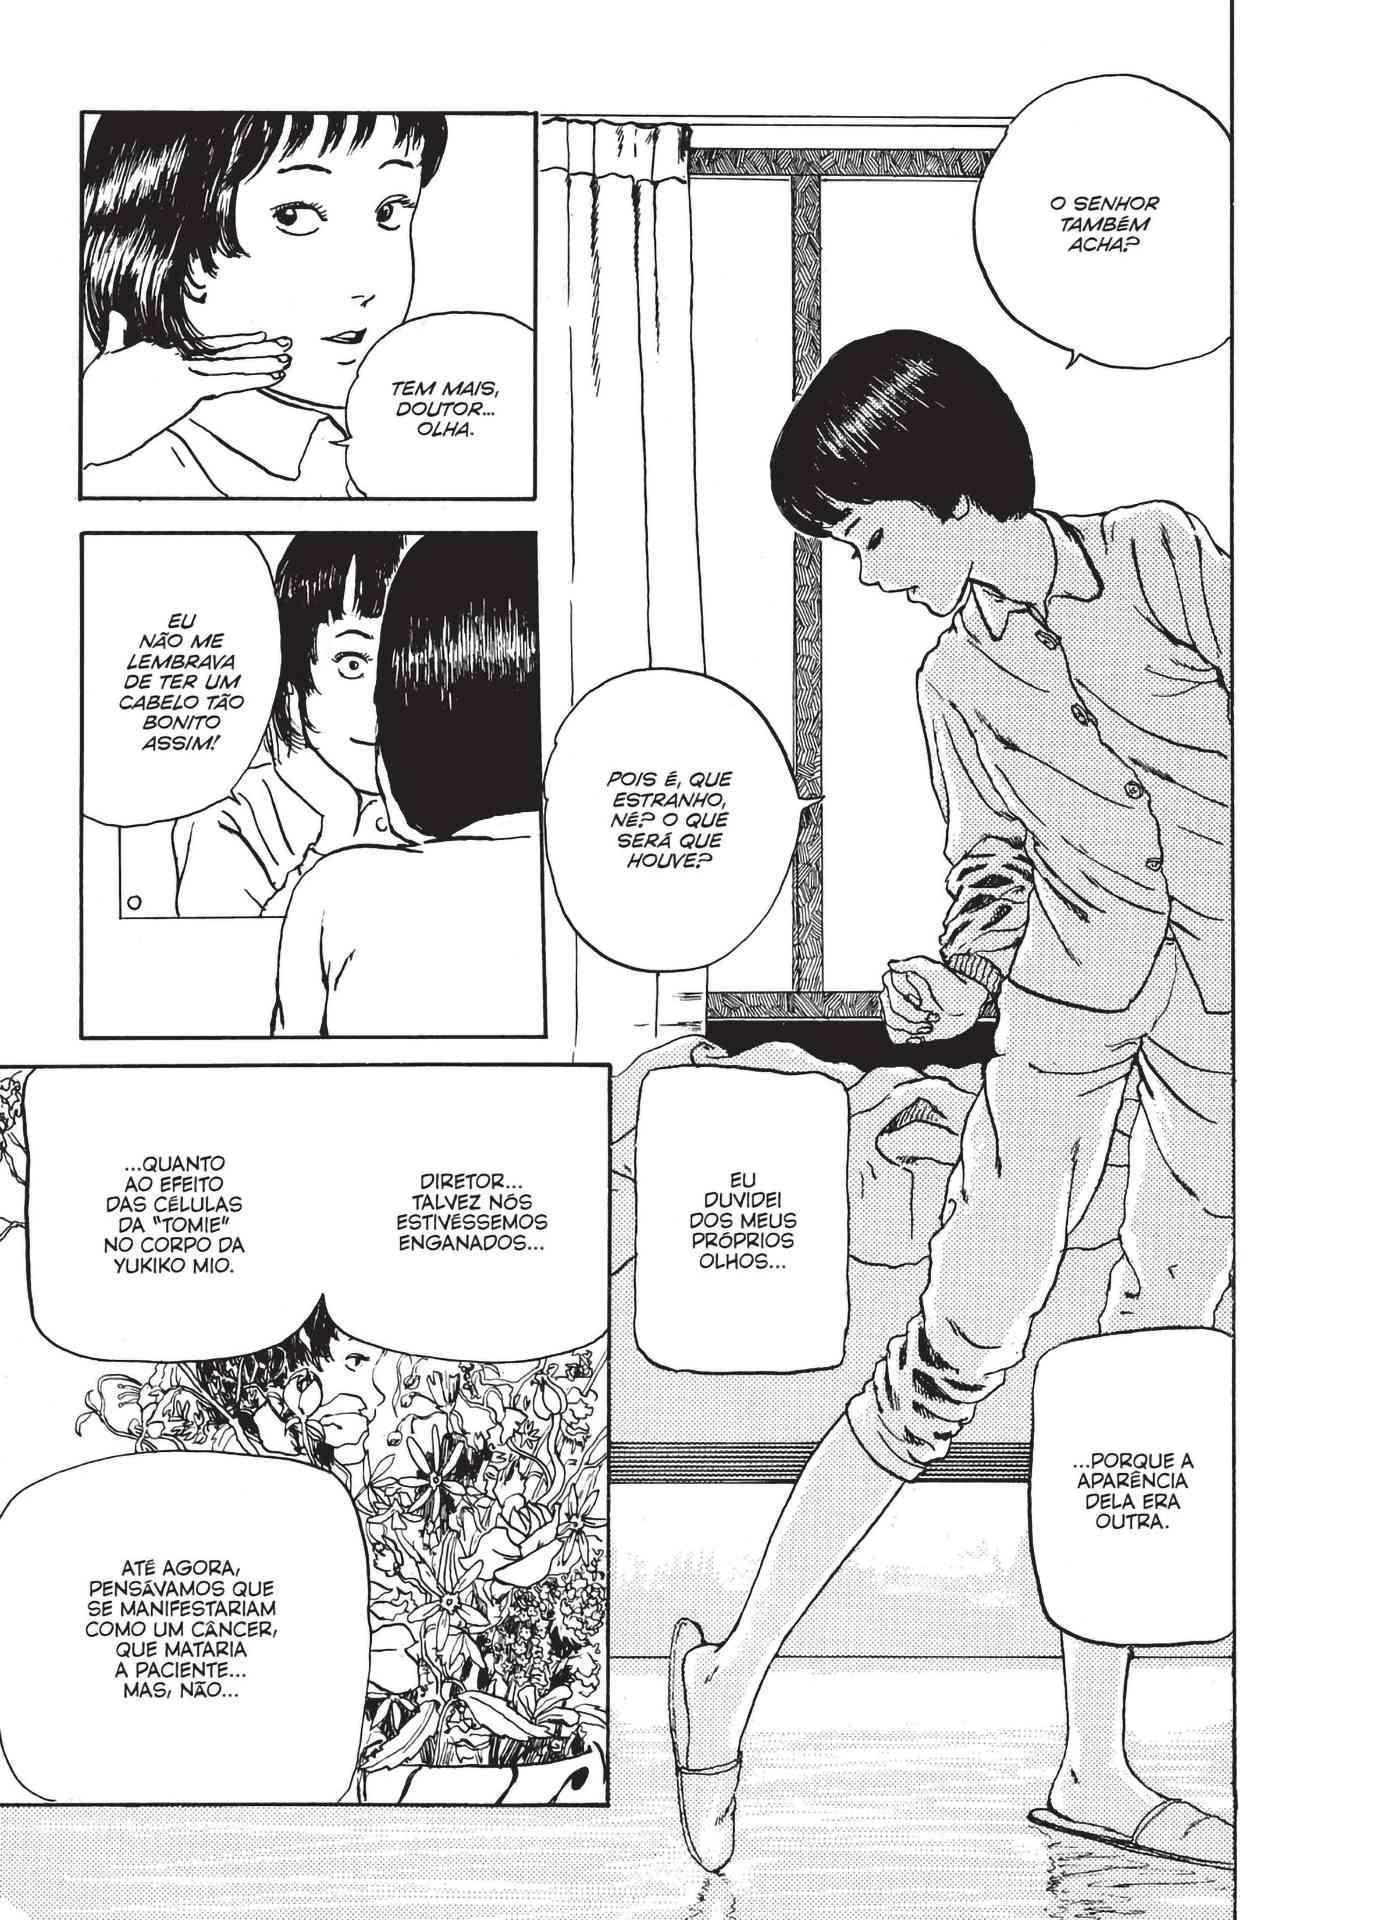 O SENHOR
TAMBÉM
ACHA?
POIS É, QUE
ESTRANHO,
NÉ? O QUE
SERÁ QUE
HOUVE?
...PORQUE A
APARÊNCIA
DELA ERA
OUTRA.
EU
DUVIDEI
DOS MEUS
PRÓPRIOS
OLHOS...
TEM MAIS,
DOUTOR...
OLHA.
EU
NÃO ME
LEMBRAVA
DE TER UM
CABELO TÃO
BONITO
ASSIM!
DIRETOR...
TALVEZ NÓS
ESTIVÉSSEMOS
ENGANADOS...
...QUANTO
AO EFEITO
DAS CÉLULAS
DA "TOMIE"
NO CORPO DA
YUKIKO MIO.
ATÉ AGORA,
PENSÁVAMOS QUE
SE MANIFESTARIAM
COMO UM CÂNCER,
QUE MATARIA
A PACIENTE...
MAS, NÃO...